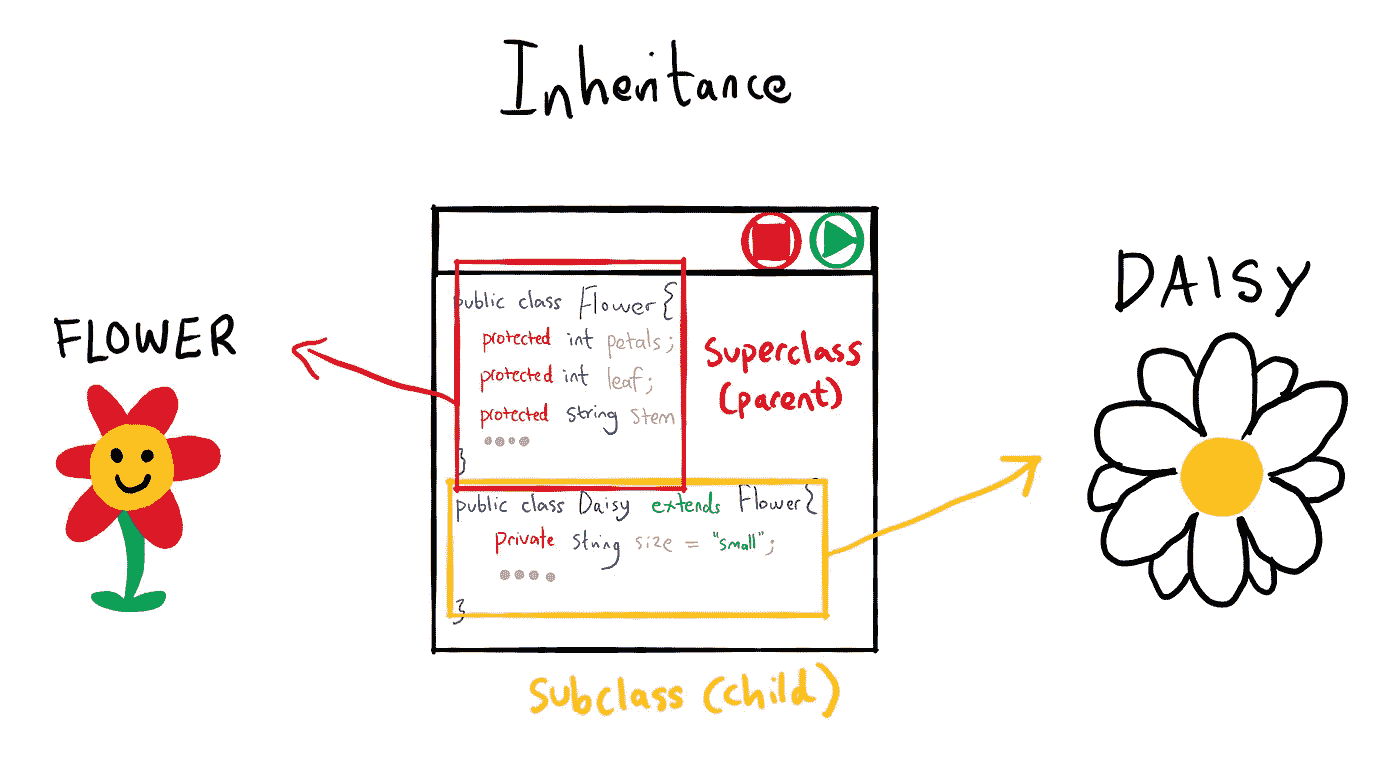 Inheritance
FLOWER
public class Flower{
protected int petals;
protected int leaf;
protected string stem
}
Superclass
(parent)
public class Daisy extends Flower{
private string size = "small";
}
Subclass (child)
DAISY